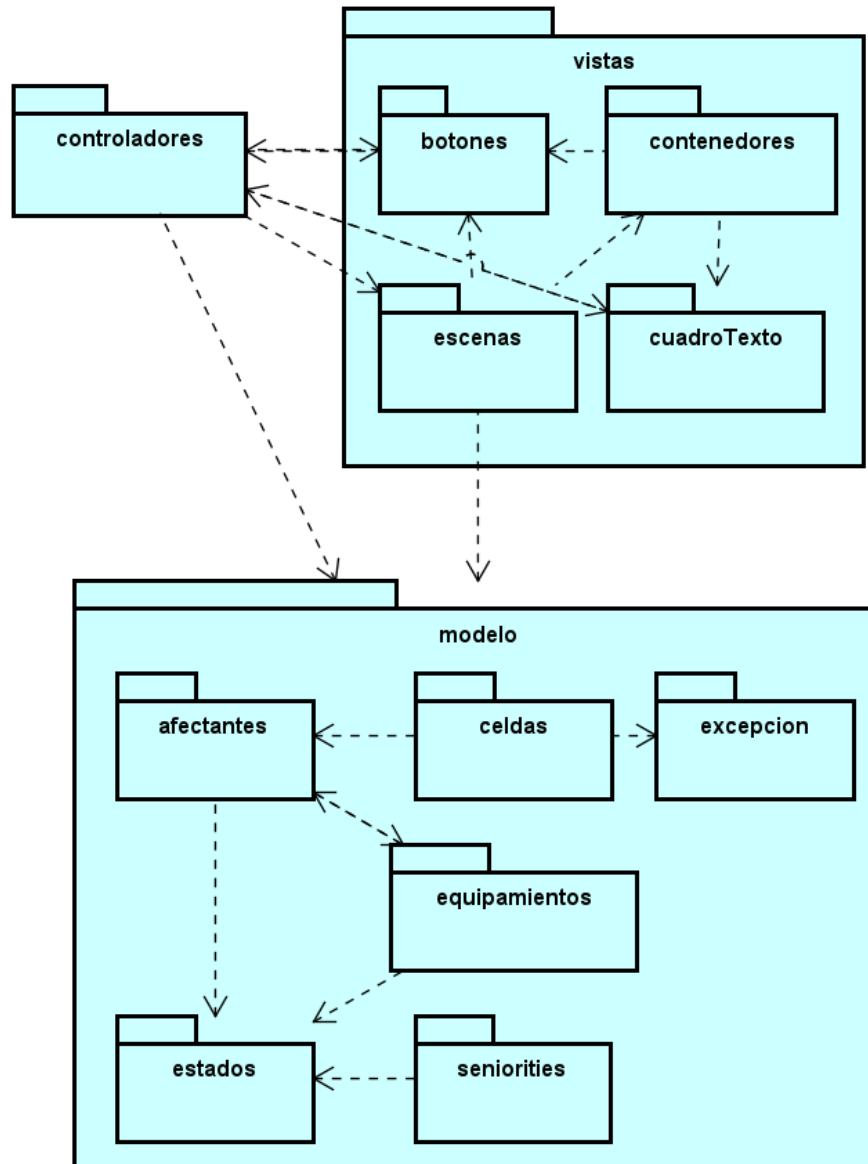 vistas
controladores
botones
contenedores
escenas
cuadroTexto
modelo
afectantes
celdas
excepcion
equipamientos
estados
seniorities